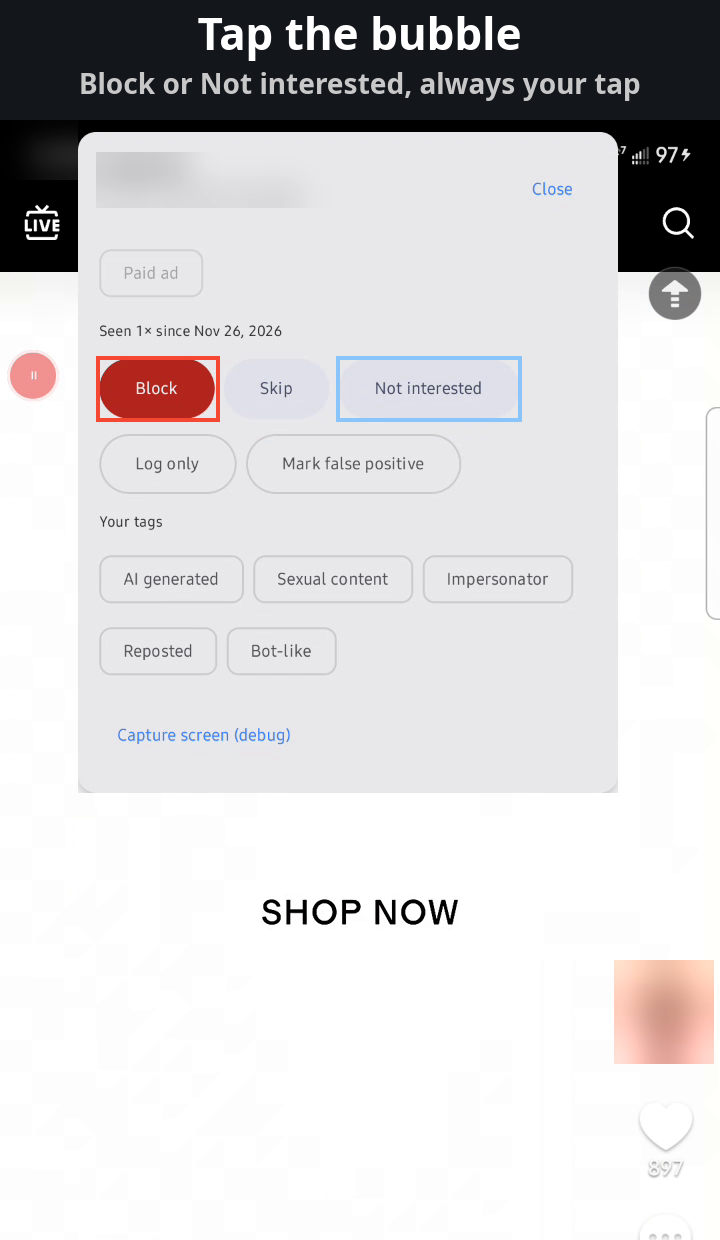 Tap the bubble
Block or Not interested, always your tap
97
LIVE
Close
Paid ad
Seen 1× since Nov 26, 2026
Block
Skip
Not interested
Log only
Mark false positive
Your tags
AI generated
Sexual content
Impersonator
Reposted
Bot-like
Capture screen (debug)
SHOP NOW
897